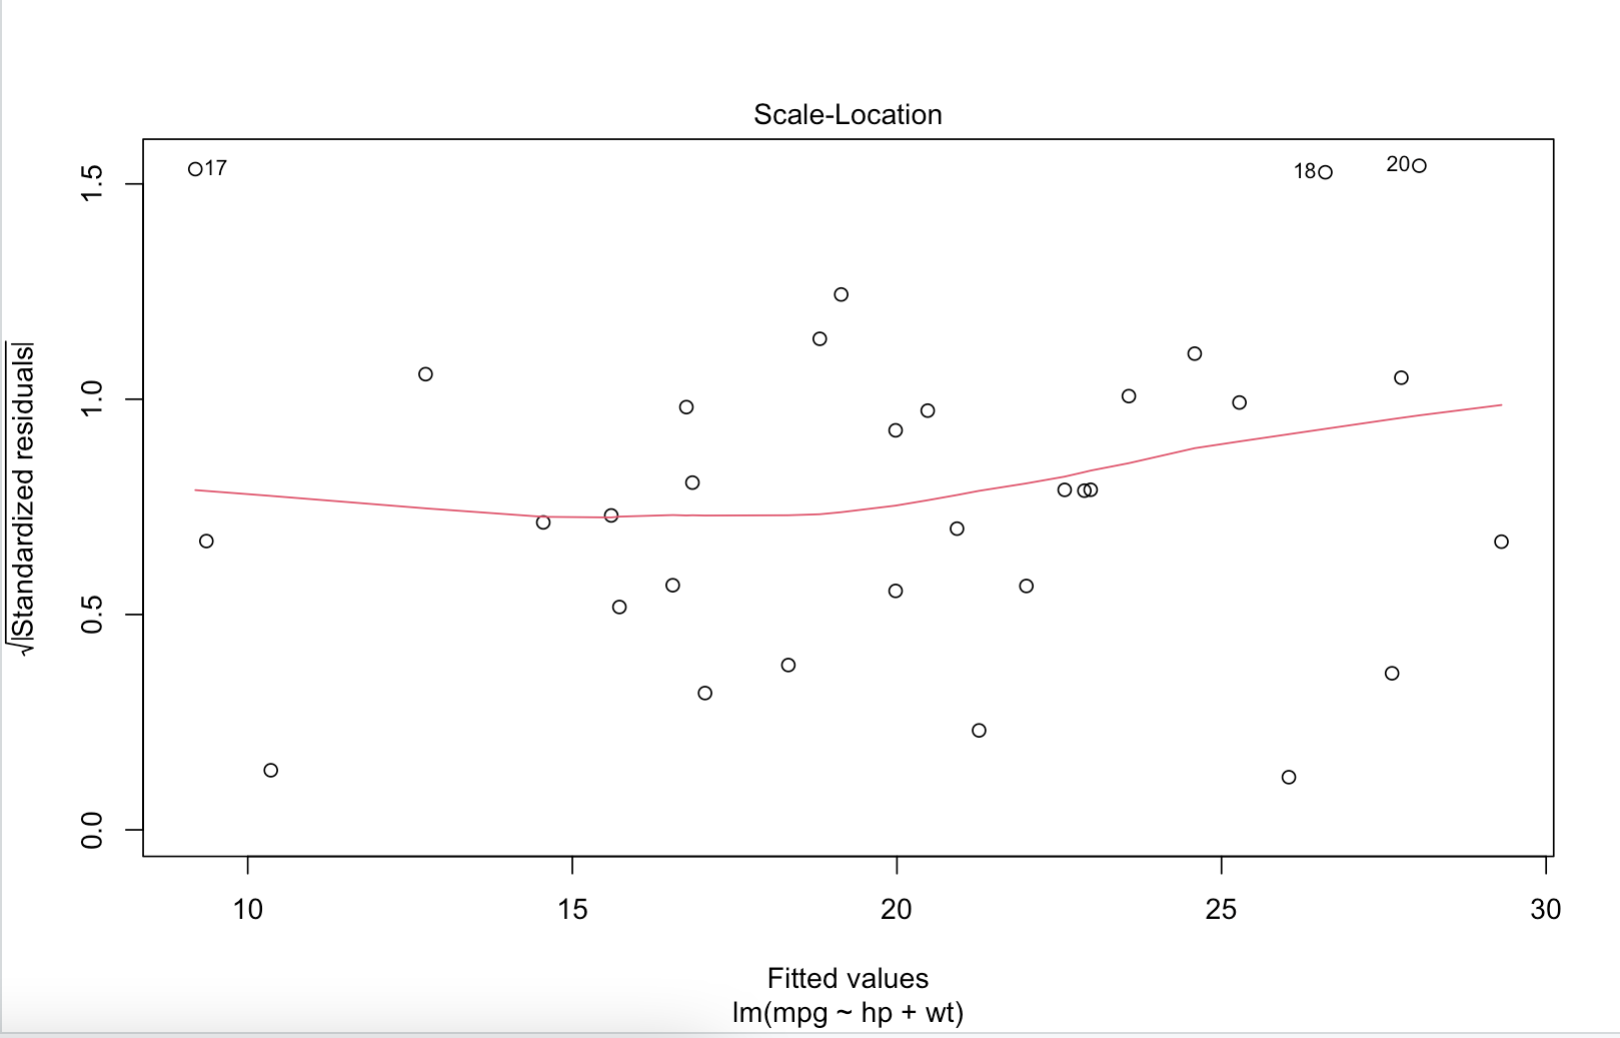 Scale-Location
17
18
20
1.5
1.0
0.5
0.0
√|Standardized residuals|
10 15 20 25 30
Fitted values
lm(mpg ~ hp + wt)